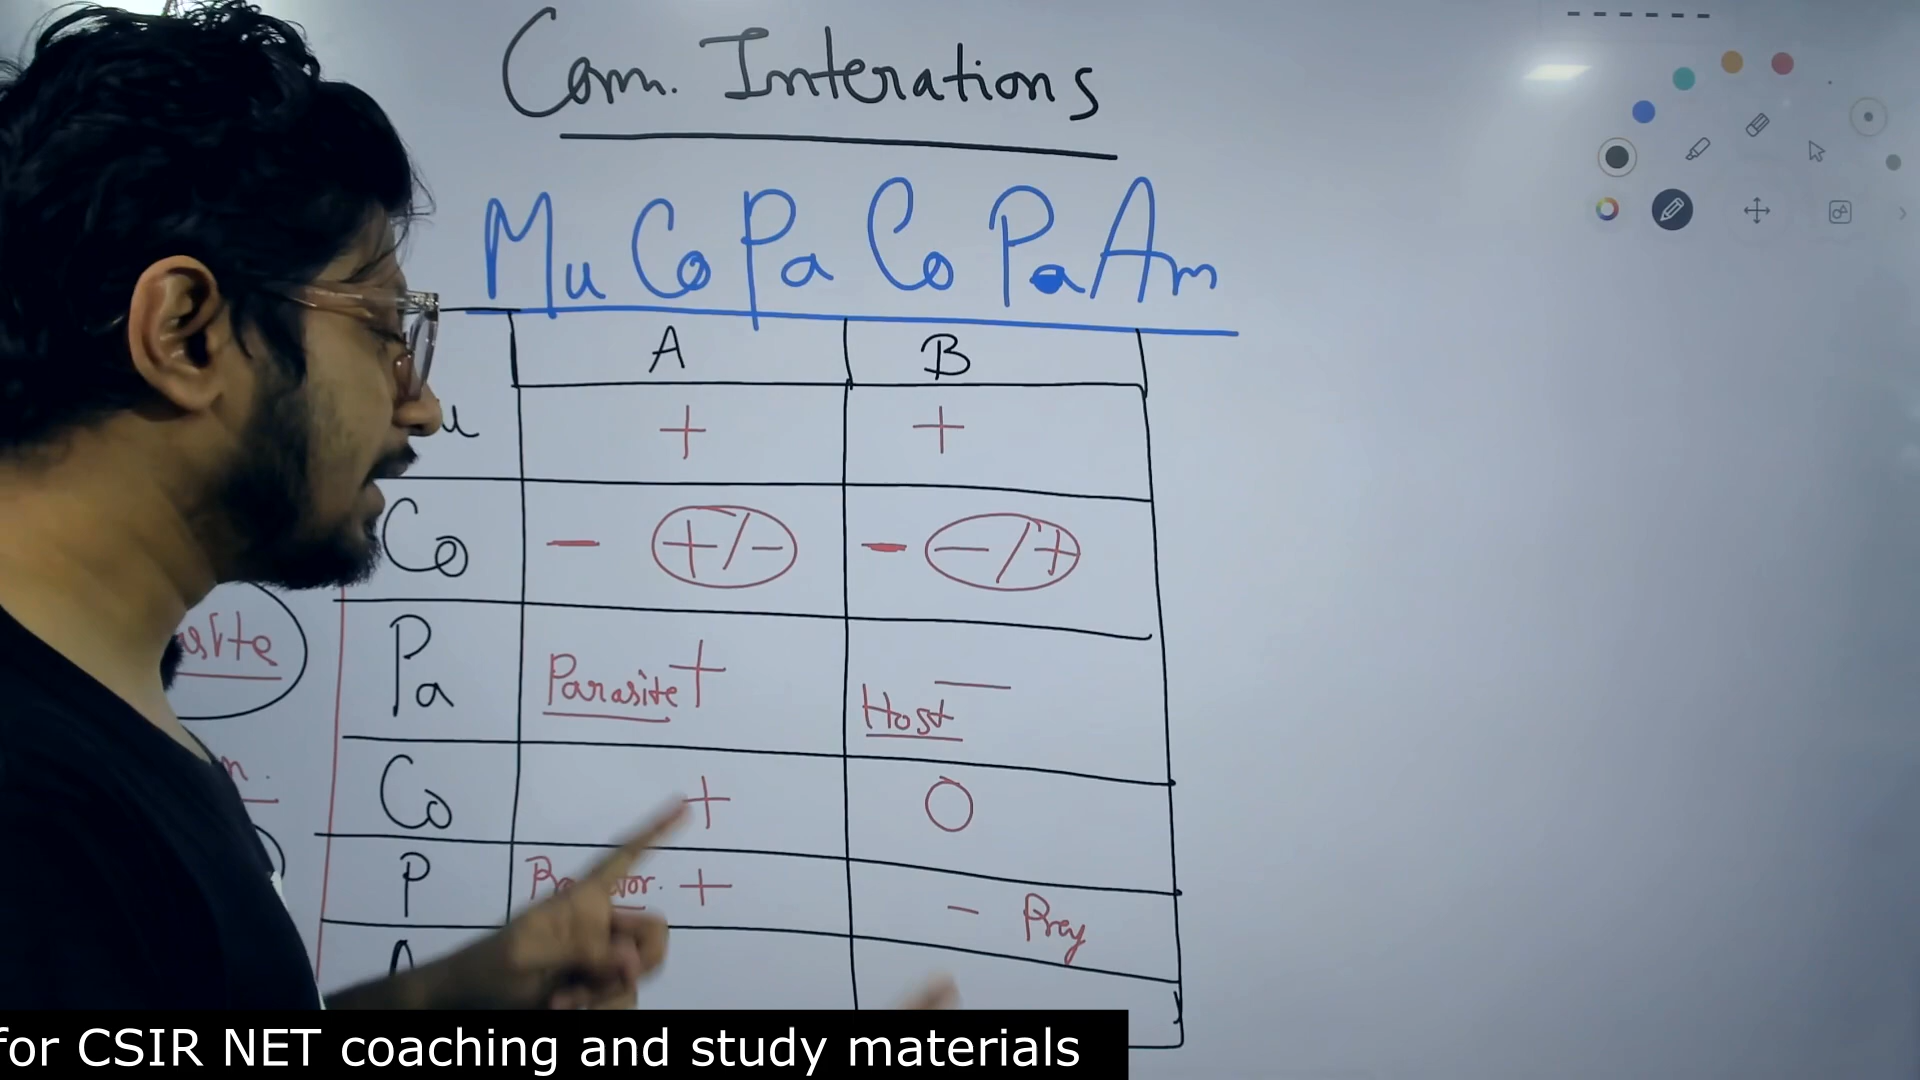 Com. Interations
Mu Co Pa Co Pa Am
A B
+ +
Co - +/- - -/+
Pa Parasite + Host —
Co + O
P + - Prey
for CSIR NET coaching and study materials